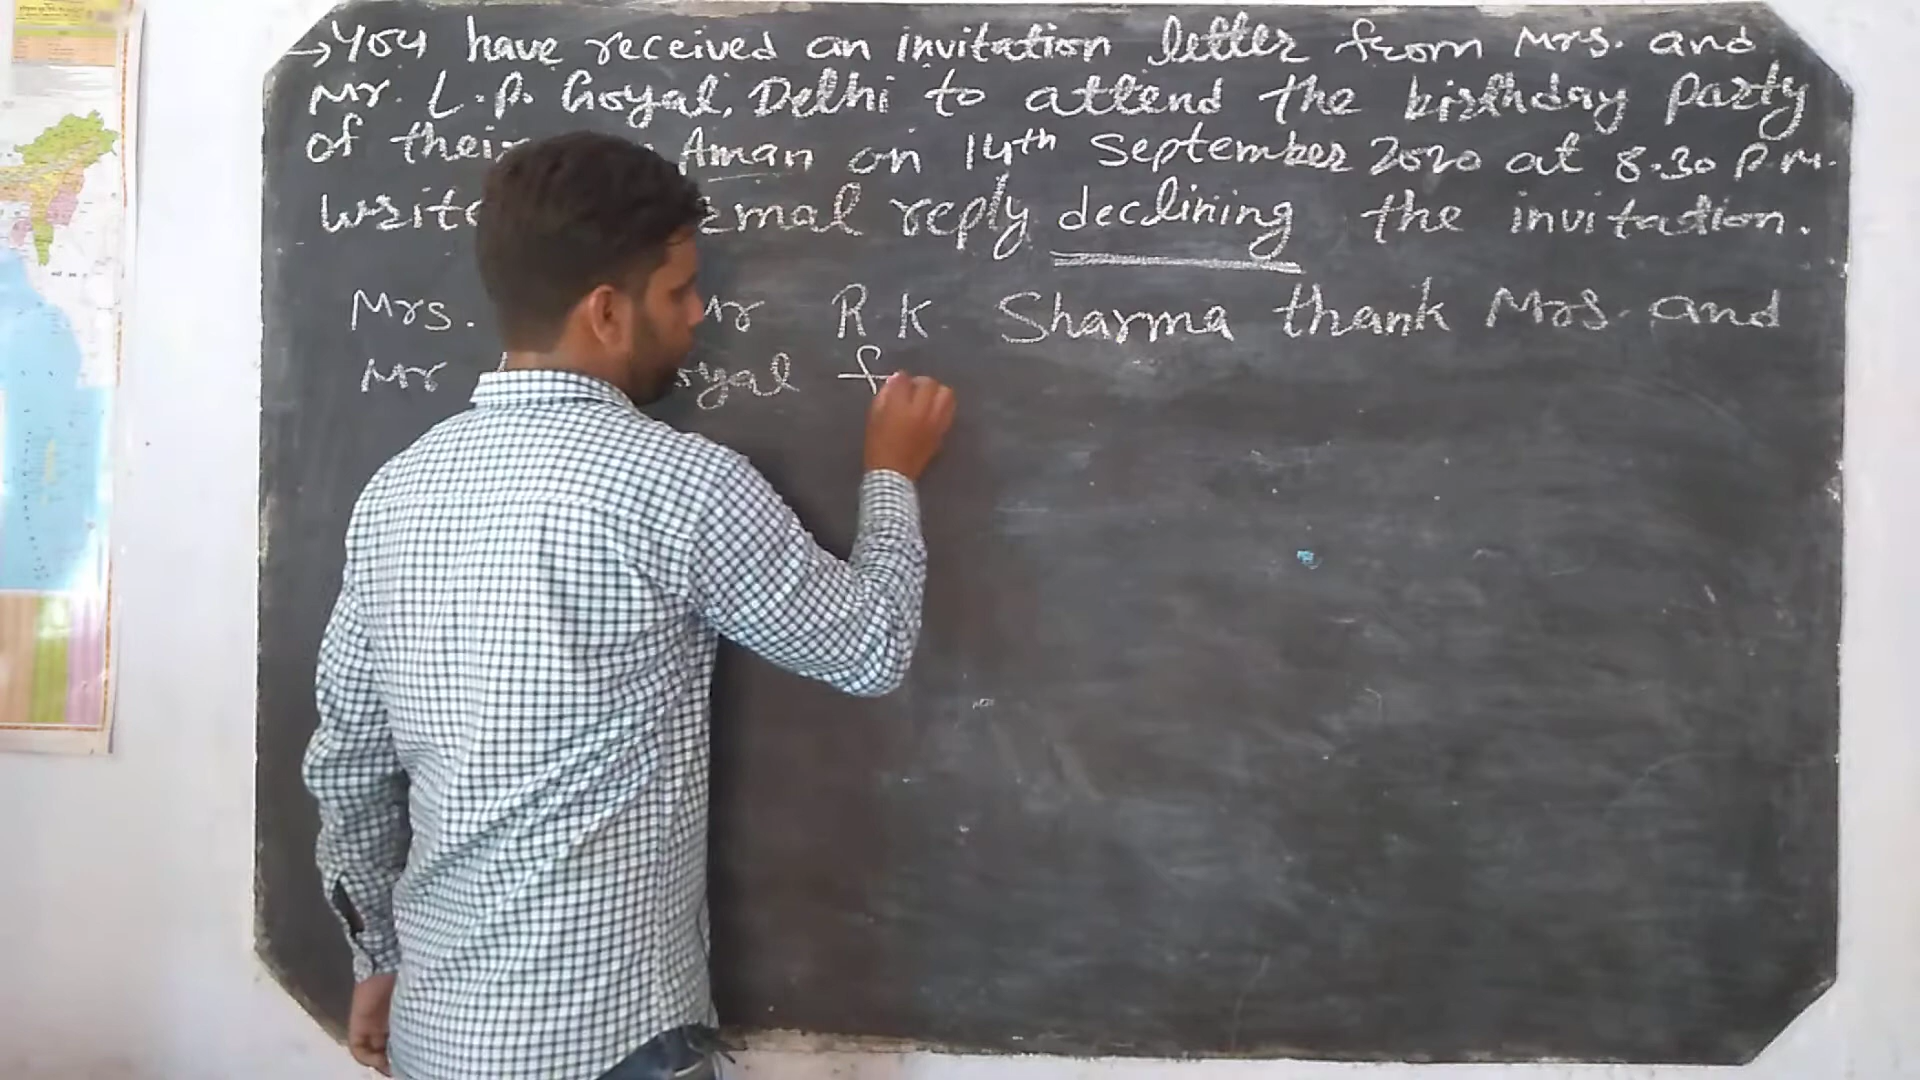 → You have received an invitation letter from Mrs. and
Mr. L.P. Goyal, Delhi to attend the birthday party
of their Aman on 14th September 2020 at 8.30 P.M.
write reply declining the invitation.
Mrs. Mr R.K. Sharma thank Mrs. and
Mr Goyal f